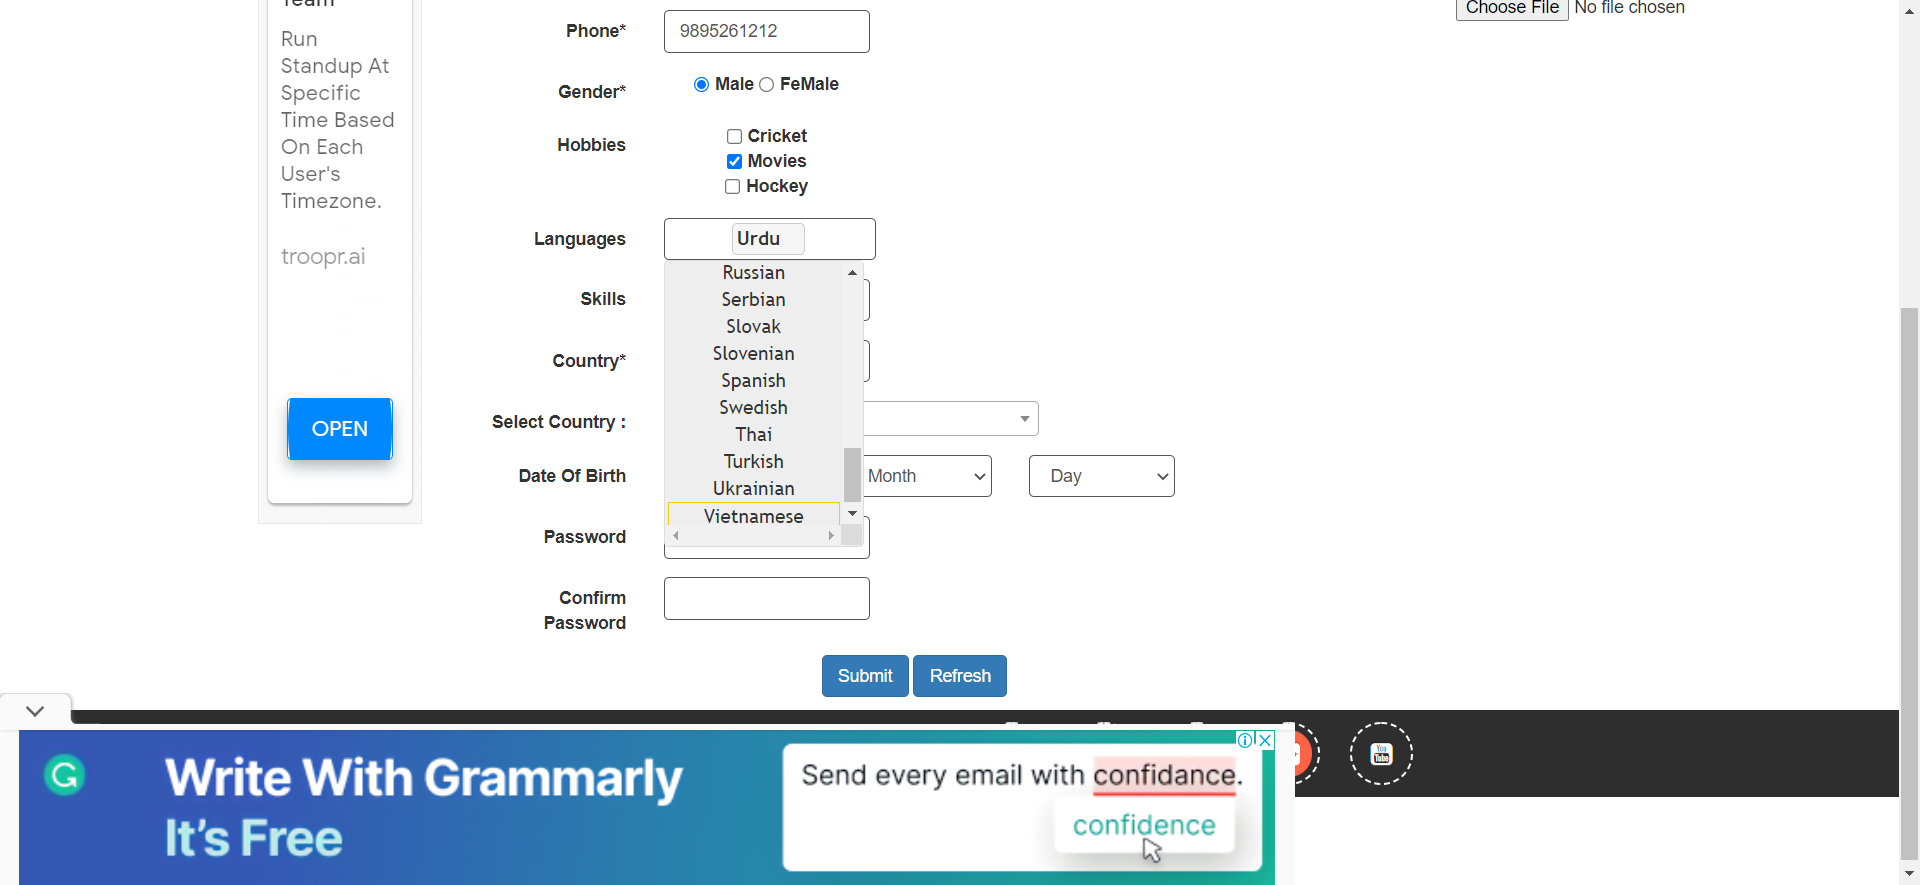 Team
Run
Standup At
Specific
Time Based
On Each
User's
Timezone.
troopr.ai
OPEN
Choose File No file chosen
Phone* 9895261212
Gender* Male FeMale
Hobbies
Cricket
Movies
Hockey
Languages Urdu
Russian
Serbian
Slovak
Slovenian
Spanish
Swedish
Thai
Turkish
Ukrainian
Vietnamese
Skills
Country*
Select Country :
Date Of Birth Month Day
Password
Confirm
Password
Submit Refresh
You
Tube
G
Write With Grammarly
It's Free
Send every email with confidance.
confidence